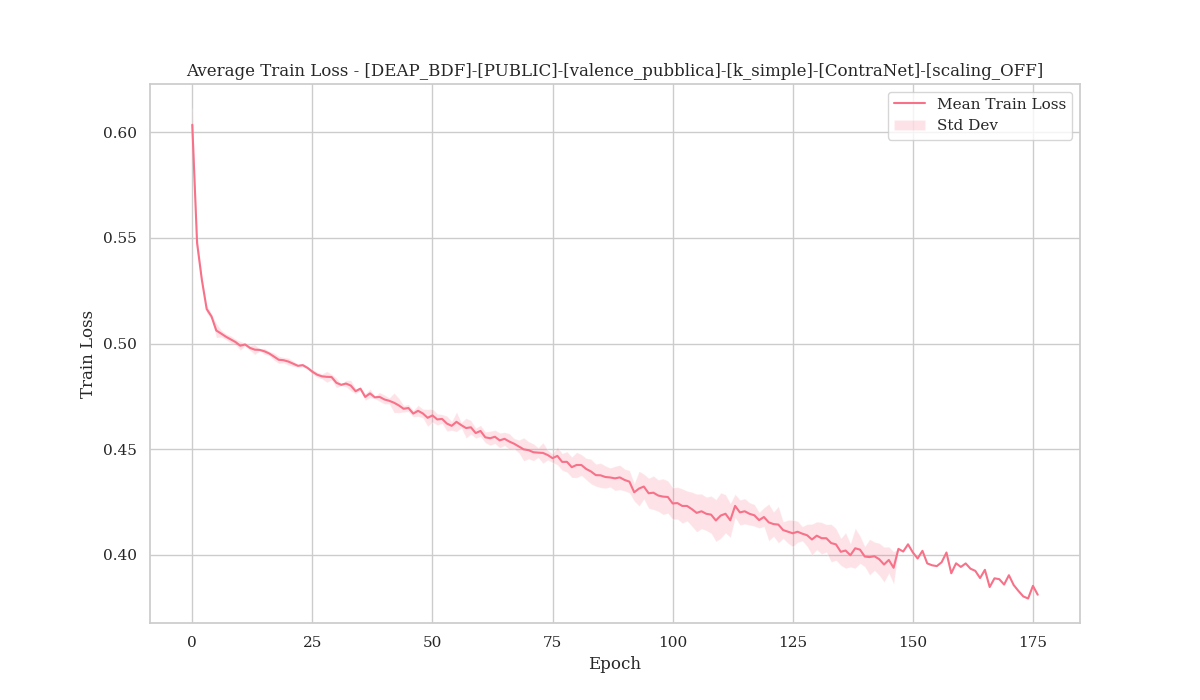 Average Train Loss - [DEAP_BDF]-[PUBLIC]-[valence_pubblica]-[k_simple]-[ContraNet]-[scaling_OFF]
Mean Train Loss
Std Dev
0.60
0.55
0.50
0.45
0.40
Train Loss
0
25
50
75
100
125
150
175
Epoch